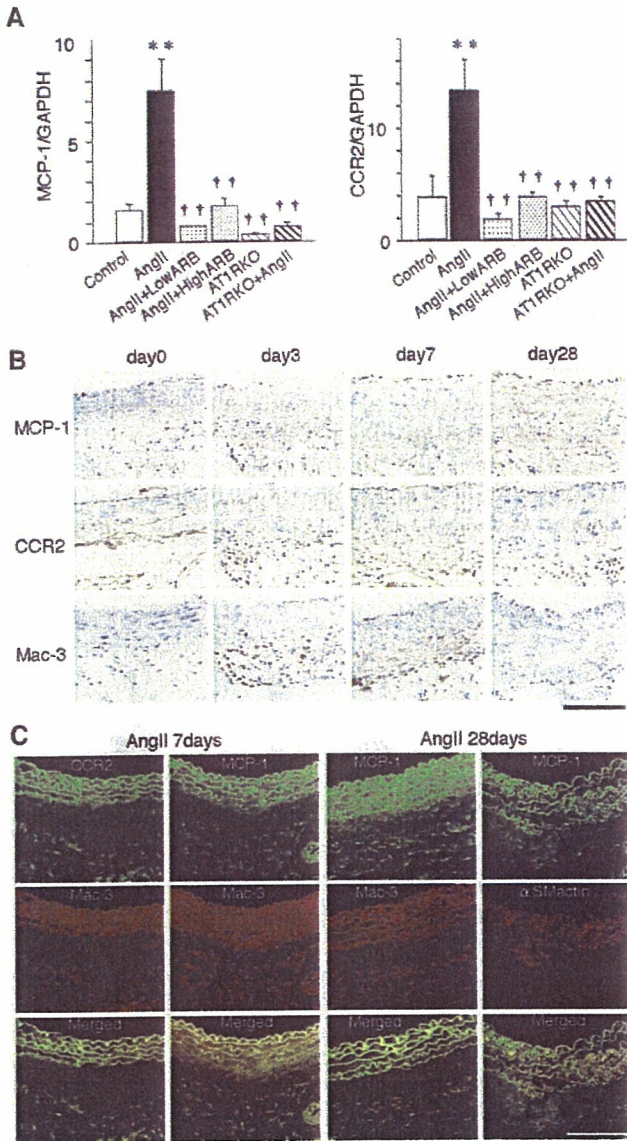 A
MCP-1/GAPDH
10
5
0
**
††
††
††
††
Control
AngII
AngII+LowARB
AngII+HighARB
AT1RKO
AT1RKO+AngII
CCR2/GAPDH
10
0
**
††
††
††
††
Control
AngII
AngII+LowARB
AngII+HighARB
AT1RKO
AT1RKO+AngII
B
day0 day3 day7 day28
MCP-1
CCR2
Mac-3
C
AngII 7days AngII 28days
CCR2 MCP-1 MCP-1 MCP-1
Mac-3 Mac-3 Mac-3 αSMactin
Merged Merged Merged Merged